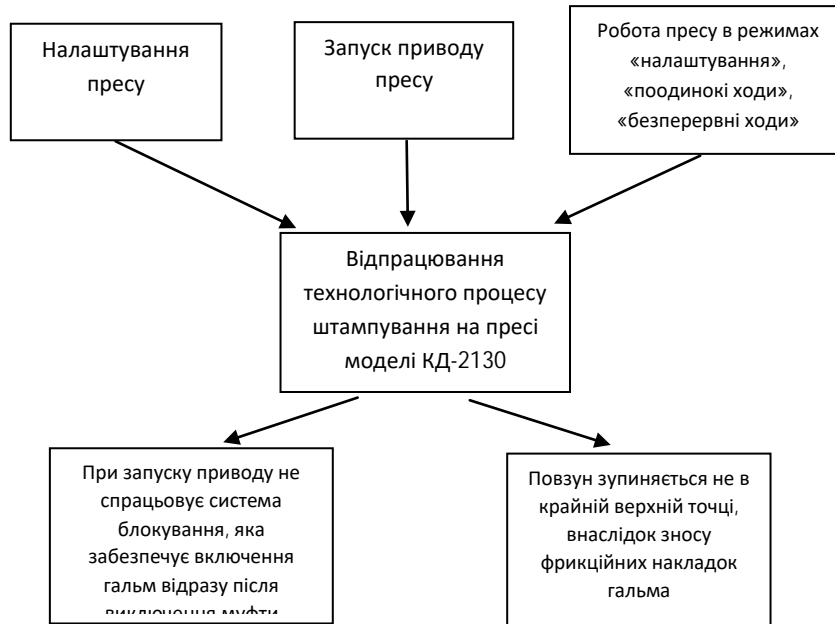 Налаштування
пресу
Запуск приводу
пресу
Робота пресу в режимах
«налаштування»,
«поодинокі ходи»,
«безперервні ходи»
Відпрацювання
технологічного процесу
штампування на пресі
моделі КД-2130
При запуску приводу не
спрацьовує система
блокування, яка
забезпечує включення
гальм відразу після
виключення муфти
Повзун зупиняється не в
крайній верхній точці,
внаслідок зносу
фрикційних накладок
гальма